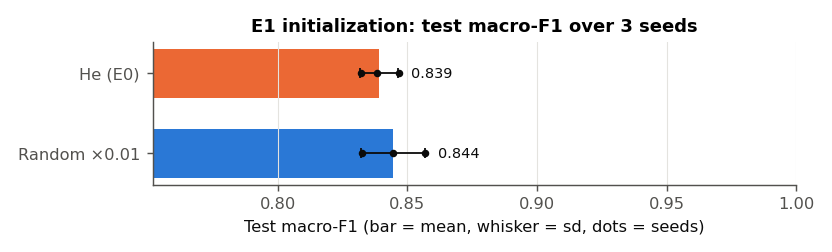 E1 initialization: test macro-F1 over 3 seeds
He (E0)
0.839
Random ×0.01
0.844
0.80 0.85 0.90 0.95 1.00
Test macro-F1 (bar = mean, whisker = sd, dots = seeds)